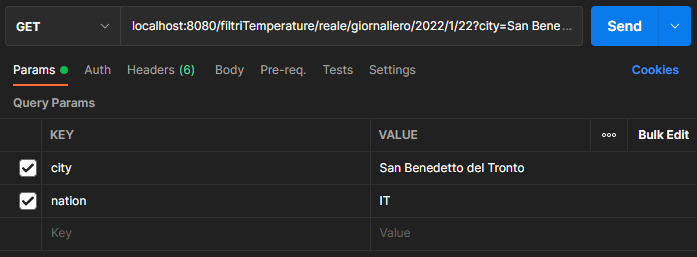 GET localhost:8080/filtriTemperature/reale/giornaliero/2022/1/22?city=San Bene... Send
Params Auth Headers (6) Body Pre-req. Tests Settings Cookies
Query Params
KEY VALUE ooo Bulk Edit
city San Benedetto del Tronto
nation IT
Key Value